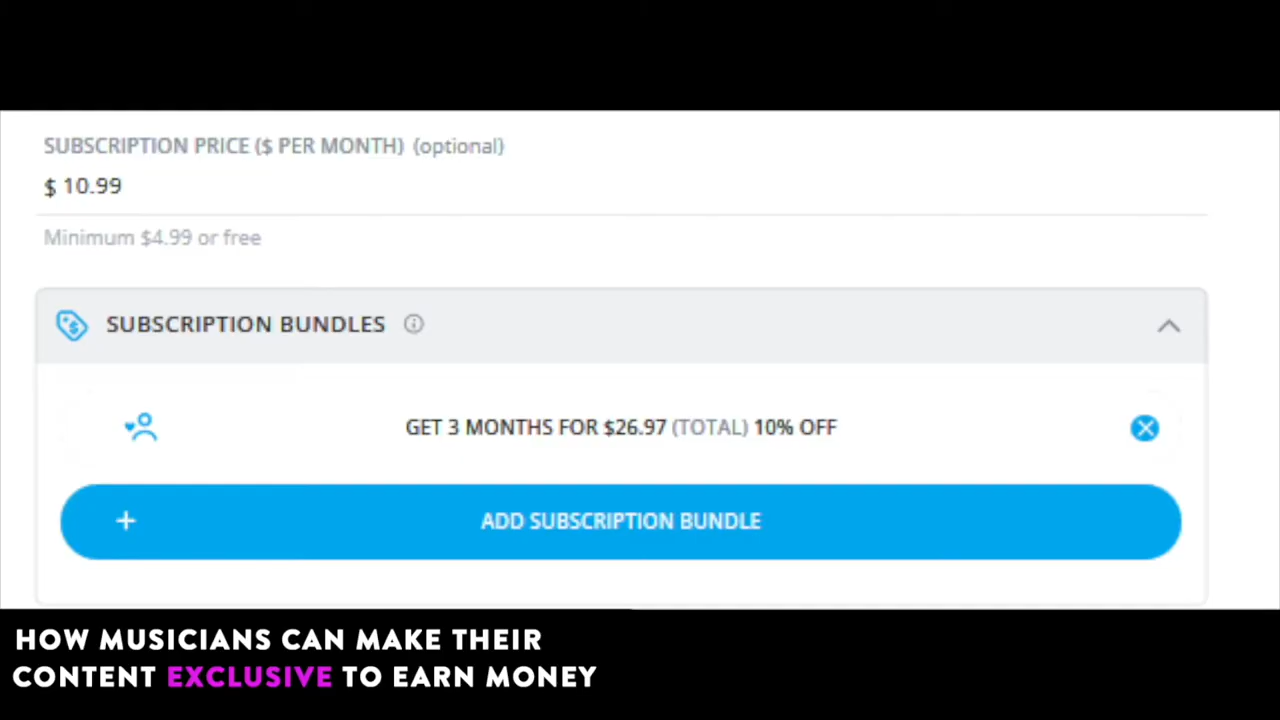 SUBSCRIPTION PRICE ($ PER MONTH) (optional)
$ 10.99
Minimum $4.99 or free
SUBSCRIPTION BUNDLES
GET 3 MONTHS FOR $26.97 (TOTAL) 10% OFF
+ ADD SUBSCRIPTION BUNDLE
HOW MUSICIANS CAN MAKE THEIR
CONTENT EXCLUSIVE TO EARN MONEY